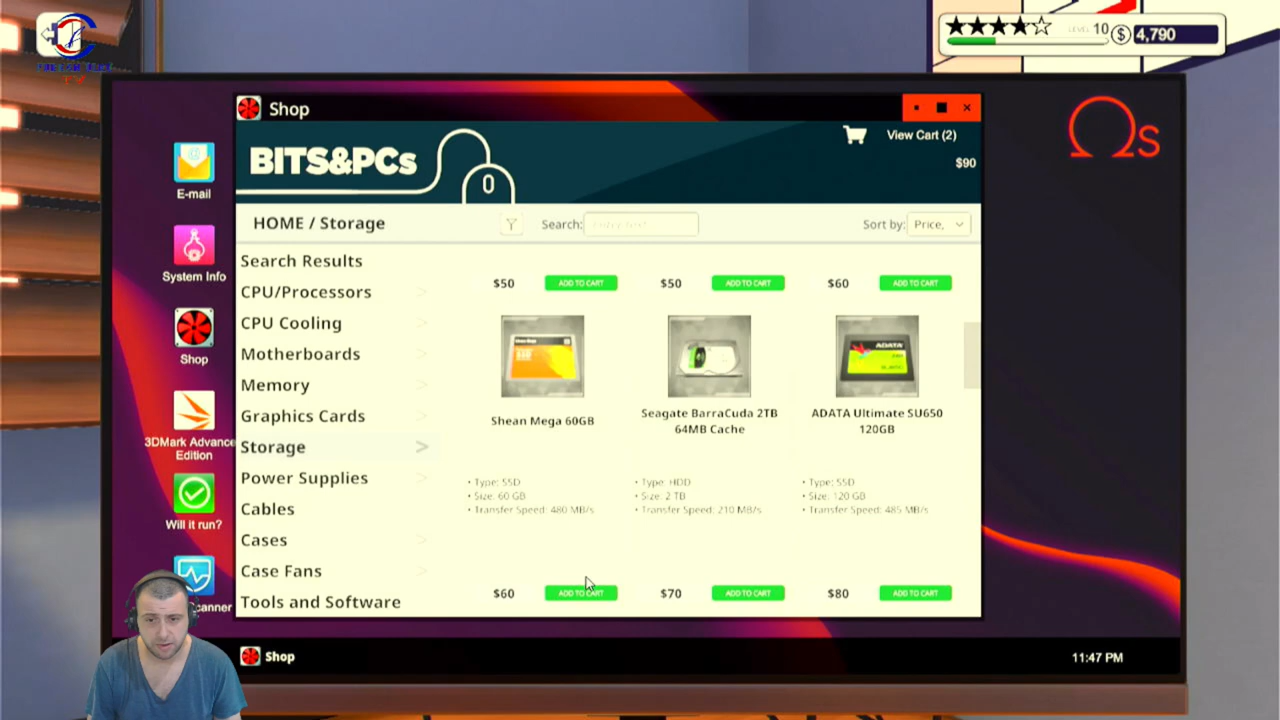 LEVEL 10
$ 4,790
Shop
BITS&PCs
View Cart (2)
$90
HOME / Storage
Search:
Sort by: Price,
Search Results
CPU/Processors
CPU Cooling
Motherboards
Memory
Graphics Cards
Storage
Power Supplies
Cables
Cases
Case Fans
Tools and Software
$50 ADD TO CART
$50 ADD TO CART
$60 ADD TO CART
Shean Mega 60GB
• Type: SSD
• Size: 60 GB
• Transfer Speed: 480 MB/s
$60 ADD TO CART
Seagate BarraCuda 2TB
64MB Cache
• Type: HDD
• Size: 2 TB
• Transfer Speed: 210 MB/s
$70 ADD TO CART
ADATA
ADATA Ultimate SU650
120GB
• Type: SSD
• Size: 120 GB
• Transfer Speed: 485 MB/s
$80 ADD TO CART
E-mail
System Info
Shop
3DMark Advance
Edition
Will it run?
canner
Ωs
Shop
11:47 PM